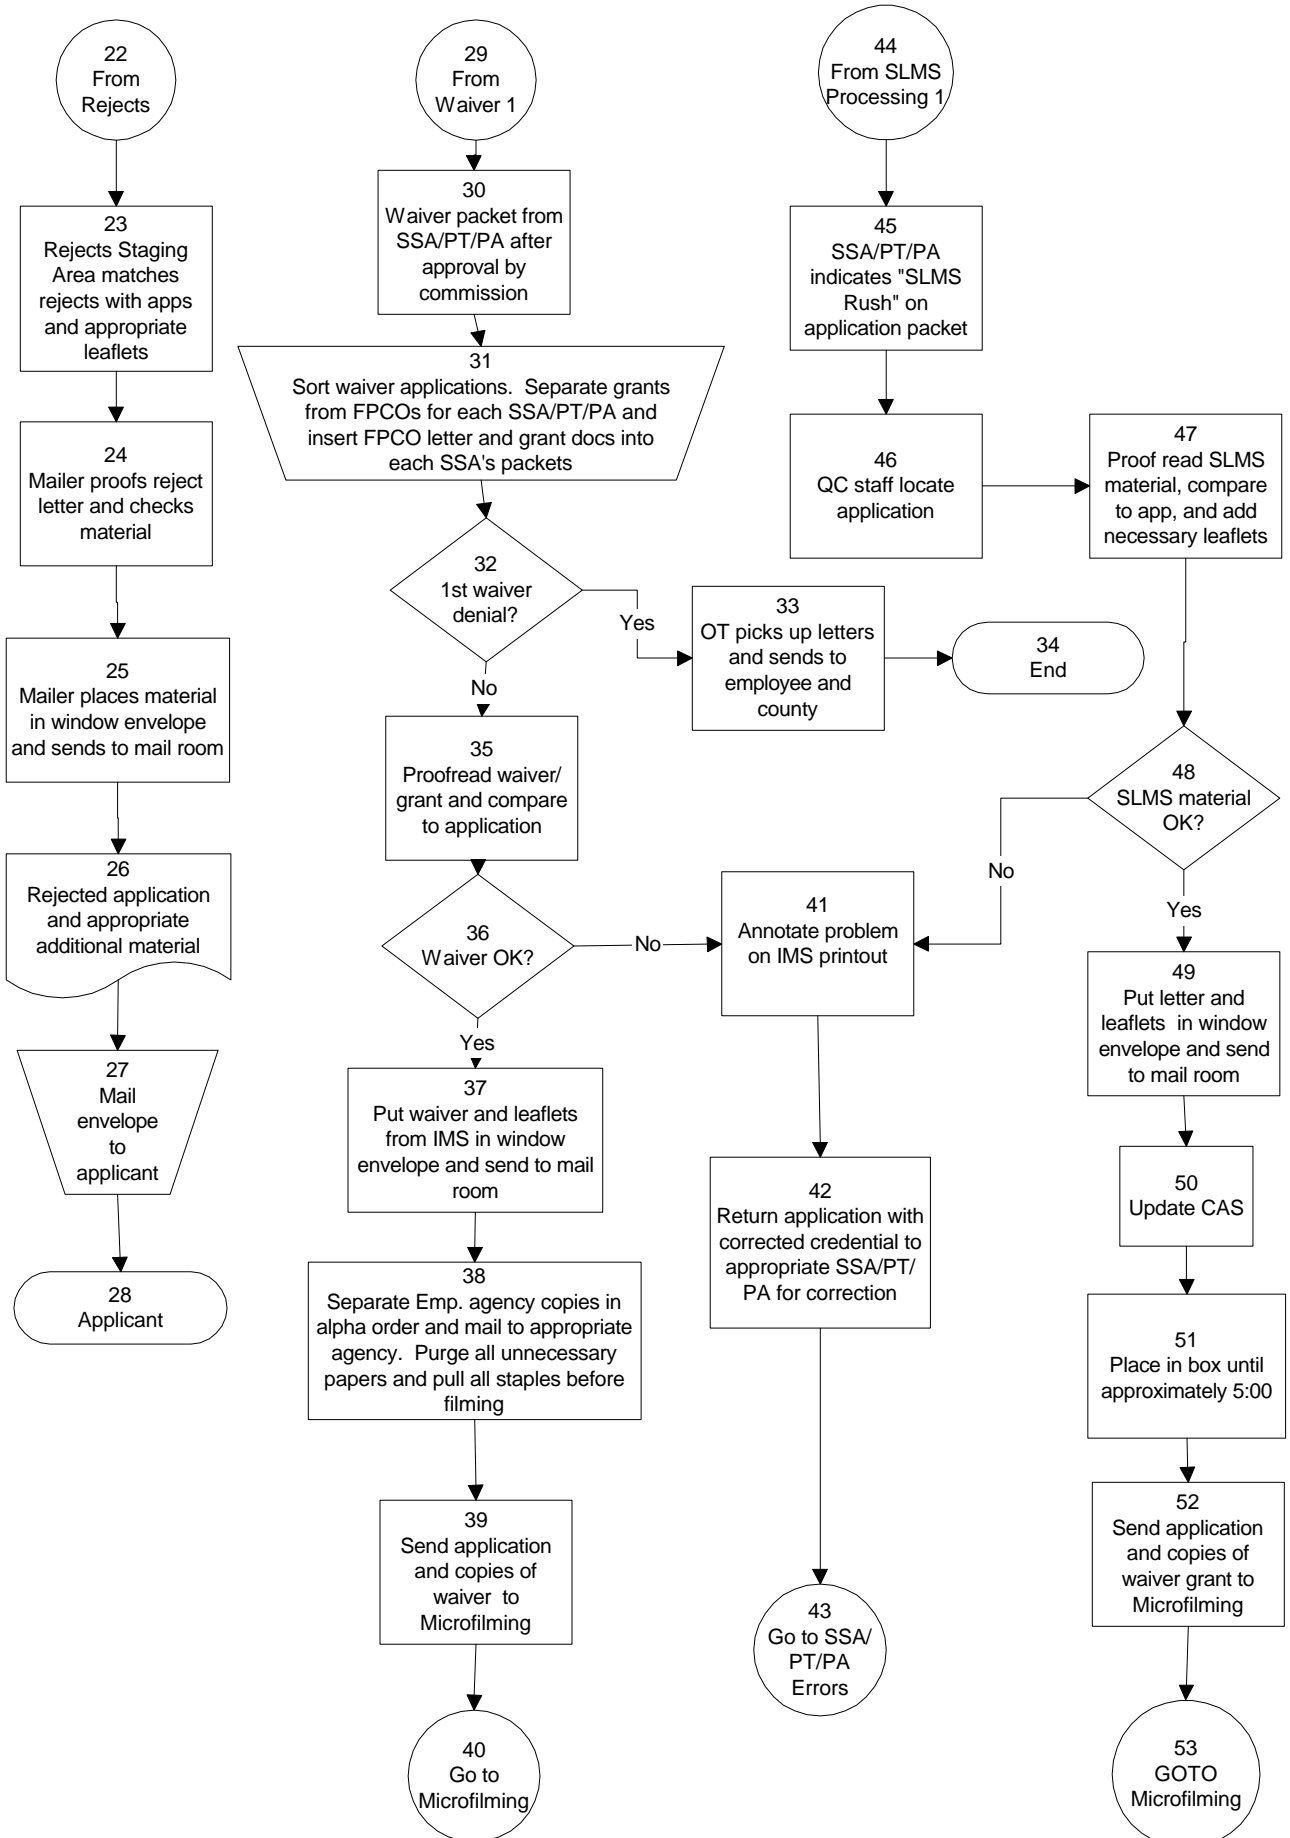 22
From
Rejects
23
Rejects Staging
Area matches
rejects with apps
and appropriate
leaflets
24
Mailer proofs reject
letter and checks
material
25
Mailer places material
in window envelope
and sends to mail room
26
Rejected application
and appropriate
additional material
27
Mail
envelope
to
applicant
28
Applicant
29
From
Waiver 1
30
Waiver packet from
SSA/PT/PA after
approval by
commission
31
Sort waiver applications. Separate grants
from FPCOs for each SSA/PT/PA and
insert FPCO letter and grant docs into
each SSA's packets
32
1st waiver
denial?
Yes
33
OT picks up letters
and sends to
employee and
county
34
End
No
35
Proofread waiver/
grant and compare
to application
36
Waiver OK?
No
Yes
37
Put waiver and leaflets
from IMS in window
envelope and send to mail
room
38
Separate Emp. agency copies in
alpha order and mail to appropriate
agency. Purge all unnecessary
papers and pull all staples before
filming
39
Send application
and copies of
waiver to
Microfilming
40
Go to
Microfilming
41
Annotate problem
on IMS printout
42
Return application with
corrected credential to
appropriate SSA/PT/
PA for correction
43
Go to SSA/
PT/PA
Errors
44
From SLMS
Processing 1
45
SSA/PT/PA
indicates "SLMS
Rush" on
application packet
46
QC staff locate
application
47
Proof read SLMS
material, compare
to app, and add
necessary leaflets
48
SLMS material
OK?
No
Yes
49
Put letter and
leaflets in window
envelope and send
to mail room
50
Update CAS
51
Place in box until
approximately 5:00
52
Send application
and copies of
waiver grant to
Microfilming
53
GOTO
Microfilming